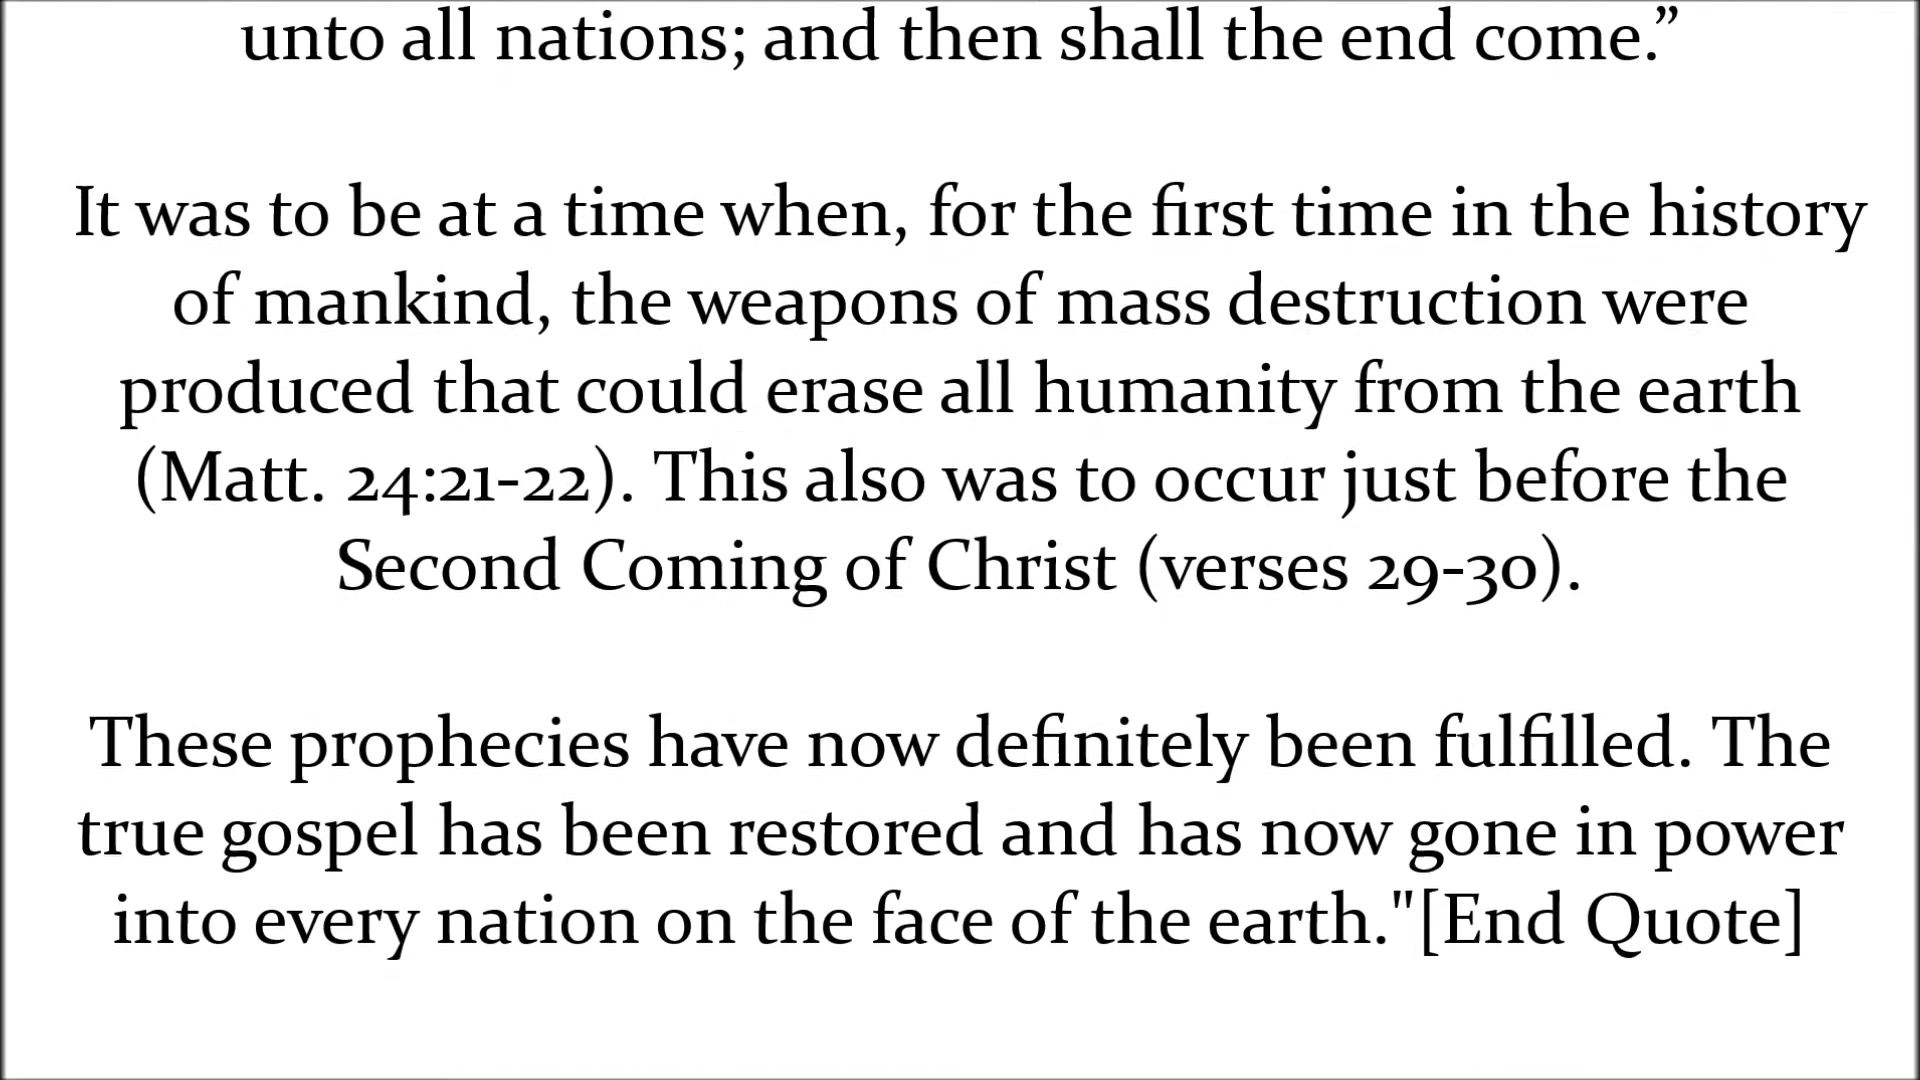 unto all nations; and then shall the end come.”
It was to be at a time when, for the first time in the history
of mankind, the weapons of mass destruction were
produced that could erase all humanity from the earth
(Matt. 24:21-22). This also was to occur just before the
Second Coming of Christ (verses 29-30).
These prophecies have now definitely been fulfilled. The
true gospel has been restored and has now gone in power
into every nation on the face of the earth."[End Quote]